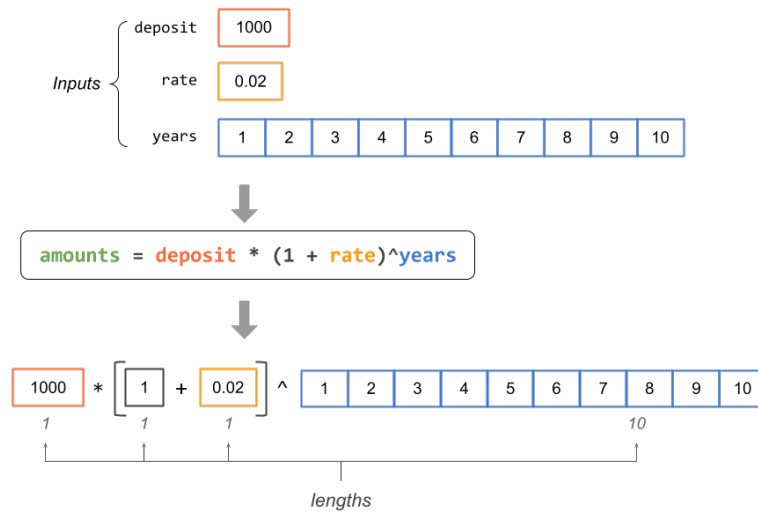 deposit 1000
Inputs rate 0.02
years 1 2 3 4 5 6 7 8 9 10
amounts = deposit * (1 + rate)^years
1000 * [ 1 + 0.02 ] ^ 1 2 3 4 5 6 7 8 9 10
1 1 1 10
lengths